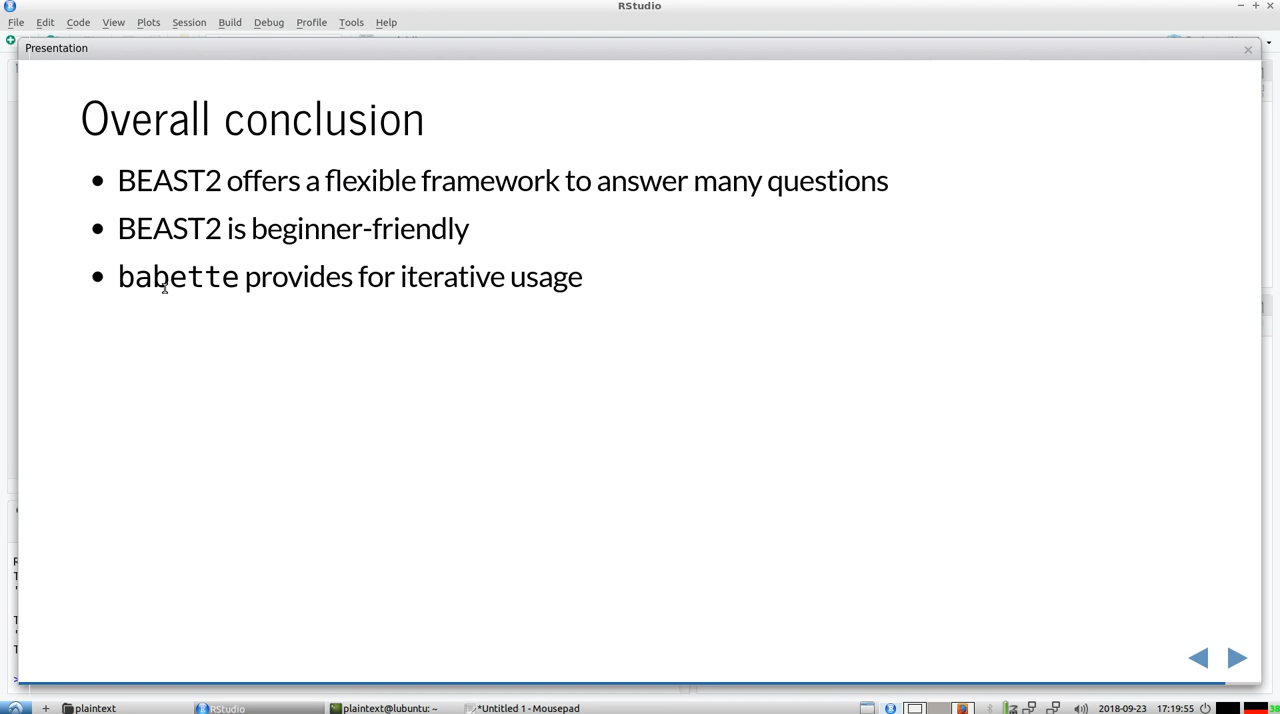 RStudio
File Edit Code View Plots Session Build Debug Profile Tools Help
Presentation
Overall conclusion
• BEAST2 offers a flexible framework to answer many questions
• BEAST2 is beginner-friendly
• babette provides for iterative usage
plaintext RStudio plaintext@lubuntu: ~ *Untitled 1 - Mousepad 2018-09-23 17:19:55 38